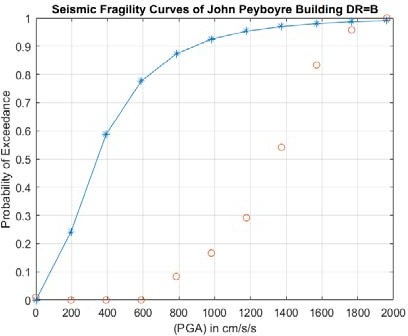 Seismic Fragility Curves of John Peyboyre Building DR=B
Probability of Exceedance
1
0.9
0.8
0.7
0.6
0.5
0.4
0.3
0.2
0.1
0
0 200 400 600 800 1000 1200 1400 1600 1800 2000
(PGA) in cm/s/s